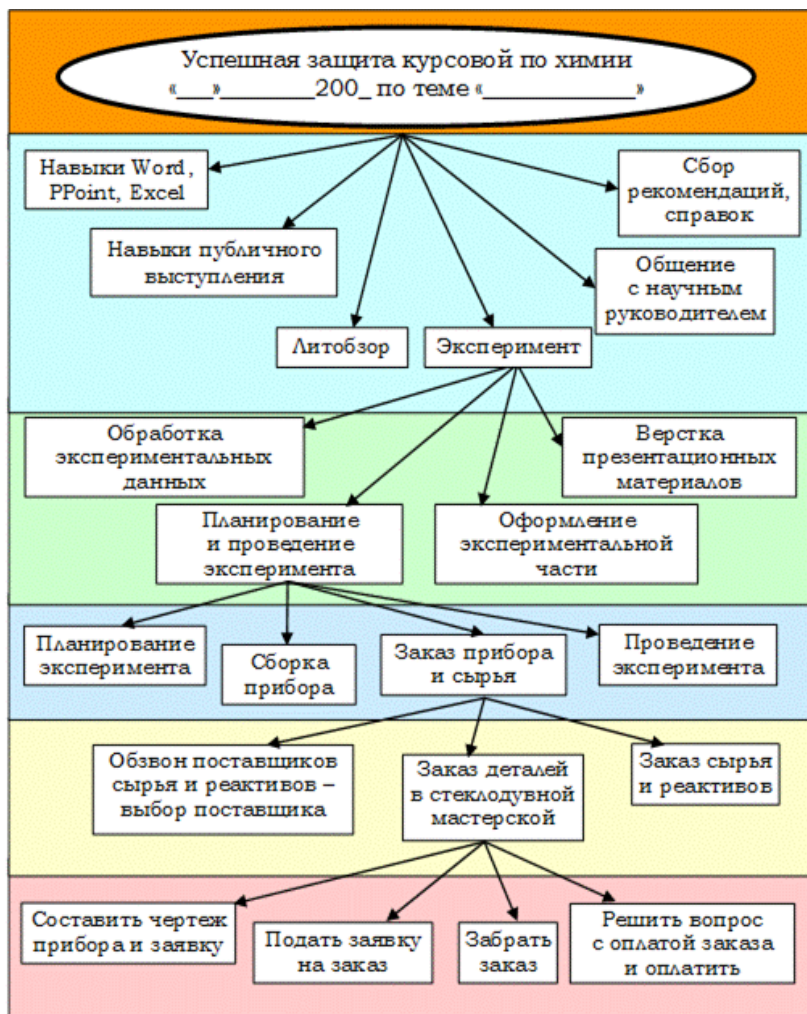 Успешная защита курсовой по химии
«___»________200_ по теме «_____________»
Навыки Word,
PPoint, Excel
Сбор
рекомендаций,
справок
Навыки публичного
выступления
Общение
с научным
руководителем
Литобзор
Эксперимент
Обработка
экспериментальных
данных
Верстка
презентационных
материалов
Планирование
и проведение
эксперимента
Оформление
экспериментальной
части
Планирование
эксперимента
Сборка
прибора
Заказ прибора
и сырья
Проведение
эксперимента
Обзвон поставщиков
сырья и реактивов –
выбор поставщика
Заказ деталей
в стеклодувной
мастерской
Заказ сырья
и реактивов
Составить чертеж
прибора и заявку
Подать заявку
на заказ
Забрать
заказ
Решить вопрос
с оплатой заказа
и оплатить